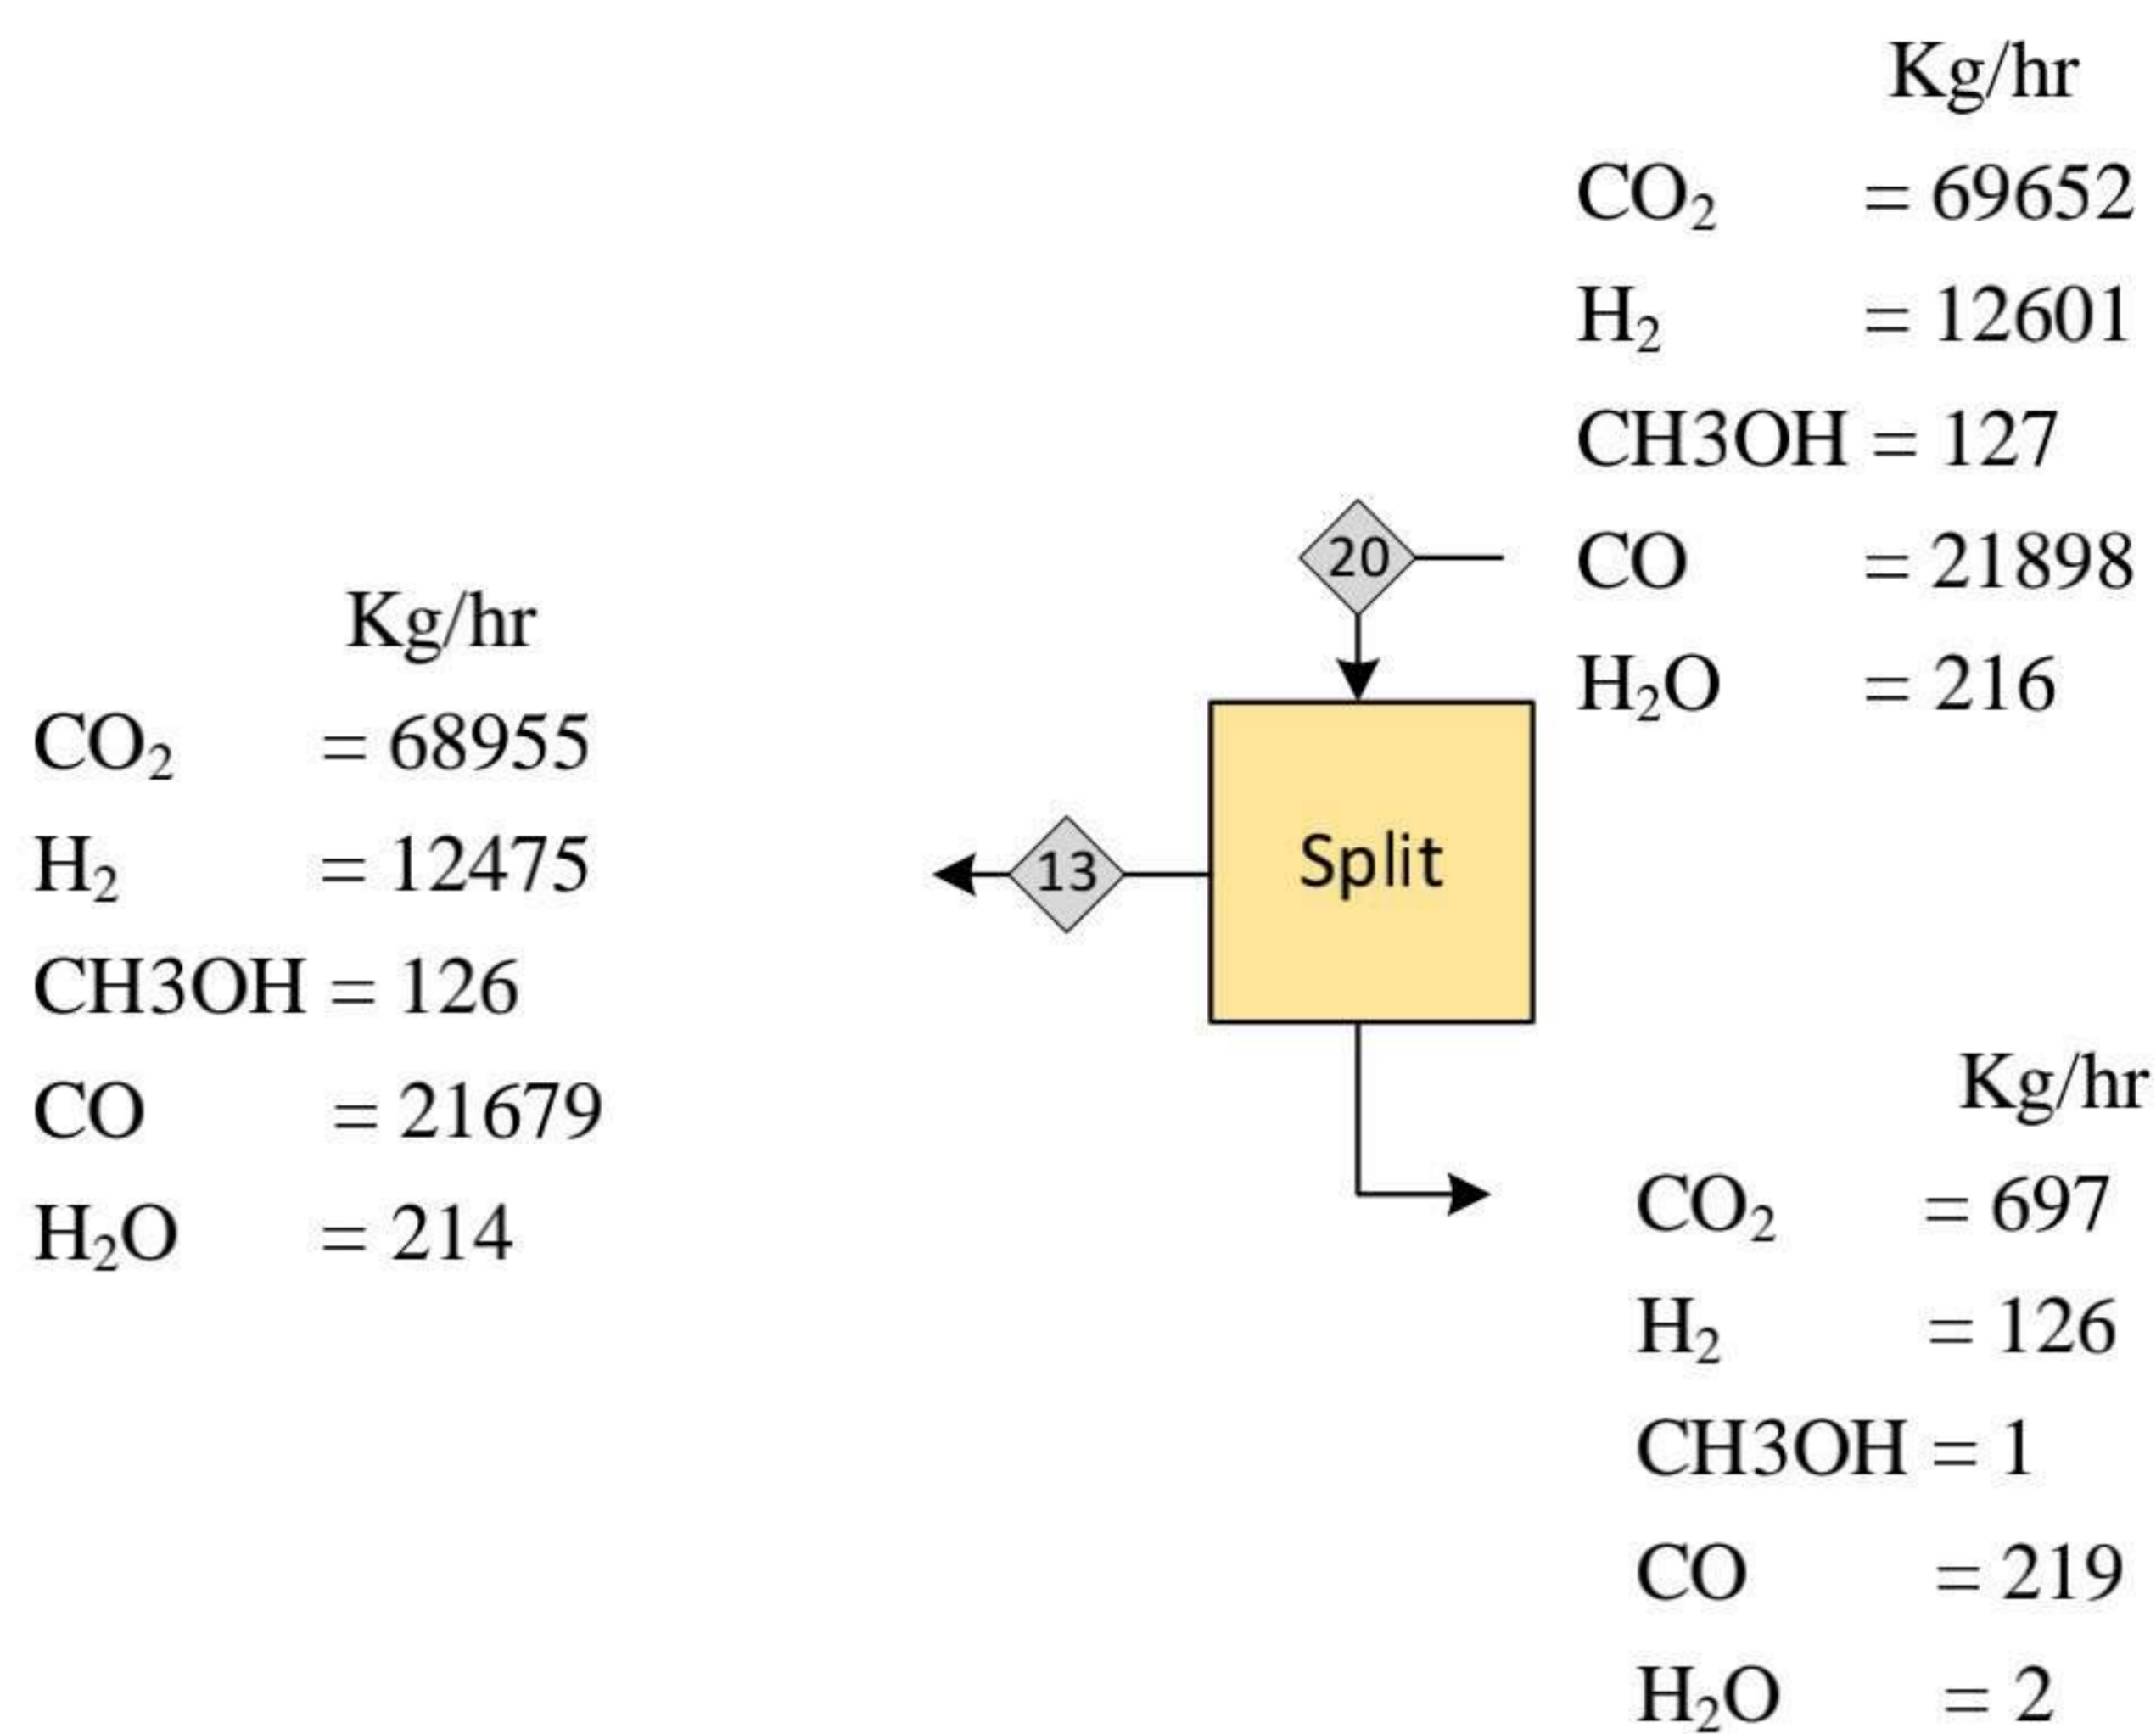 Kg/hr
CO₂ = 69652
H₂ = 12601
CH3OH = 127
20
CO = 21898
H₂O = 216
Kg/hr
CO₂ = 68955
H₂ = 12475
CH3OH = 126
CO = 21679
H₂O = 214
13
Split
Kg/hr
CO₂ = 697
H₂ = 126
CH3OH = 1
CO = 219
H₂O = 2